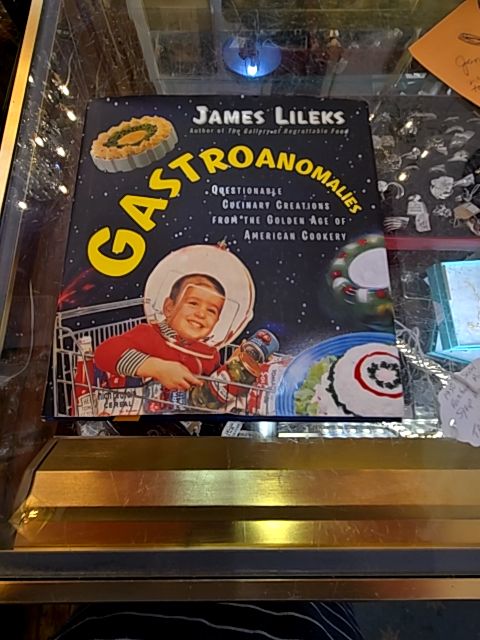 JAMES LILEKS
Author of The Gallery of Regrettable Food
GASTROANOMALIES
QUESTIONABLE
CULINARY CREATIONS
FROM THE GOLDEN AGE OF
AMERICAN COOKERY
CEREAL